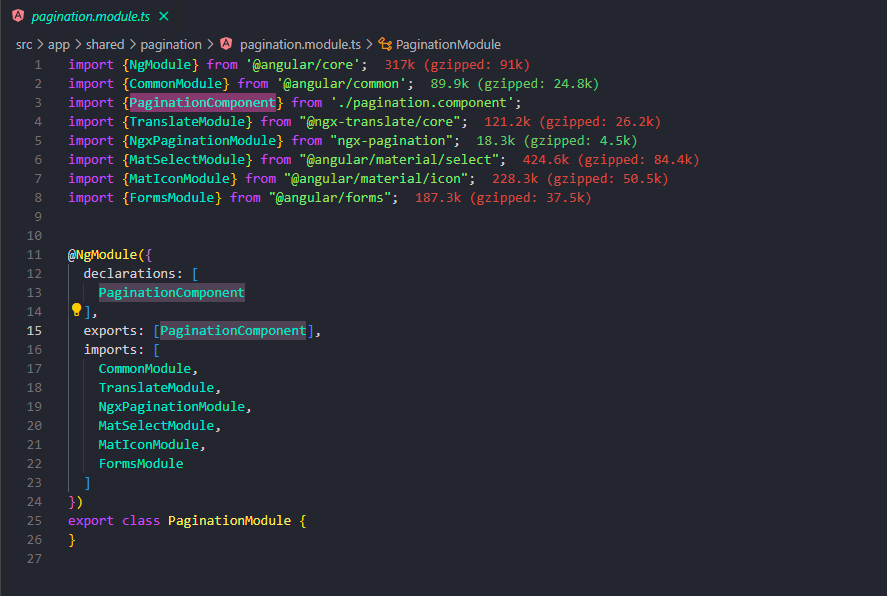 pagination.module.ts ×
src > app > shared > pagination > pagination.module.ts > PaginationModule
1 import {NgModule} from '@angular/core'; 317k (gzipped: 91k)
2 import {CommonModule} from '@angular/common'; 89.9k (gzipped: 24.8k)
3 import {PaginationComponent} from './pagination.component';
4 import {TranslateModule} from "@ngx-translate/core"; 121.2k (gzipped: 26.2k)
5 import {NgxPaginationModule} from "ngx-pagination"; 18.3k (gzipped: 4.5k)
6 import {MatSelectModule} from "@angular/material/select"; 424.6k (gzipped: 84.4k)
7 import {MatIconModule} from "@angular/material/icon"; 228.3k (gzipped: 50.5k)
8 import {FormsModule} from "@angular/forms"; 187.3k (gzipped: 37.5k)
9
10
11 @NgModule({
12 declarations: [
13 PaginationComponent
14 ],
15 exports: [PaginationComponent],
16 imports: [
17 CommonModule,
18 TranslateModule,
19 NgxPaginationModule,
20 MatSelectModule,
21 MatIconModule,
22 FormsModule
23 ]
24 })
25 export class PaginationModule {
26 }
27